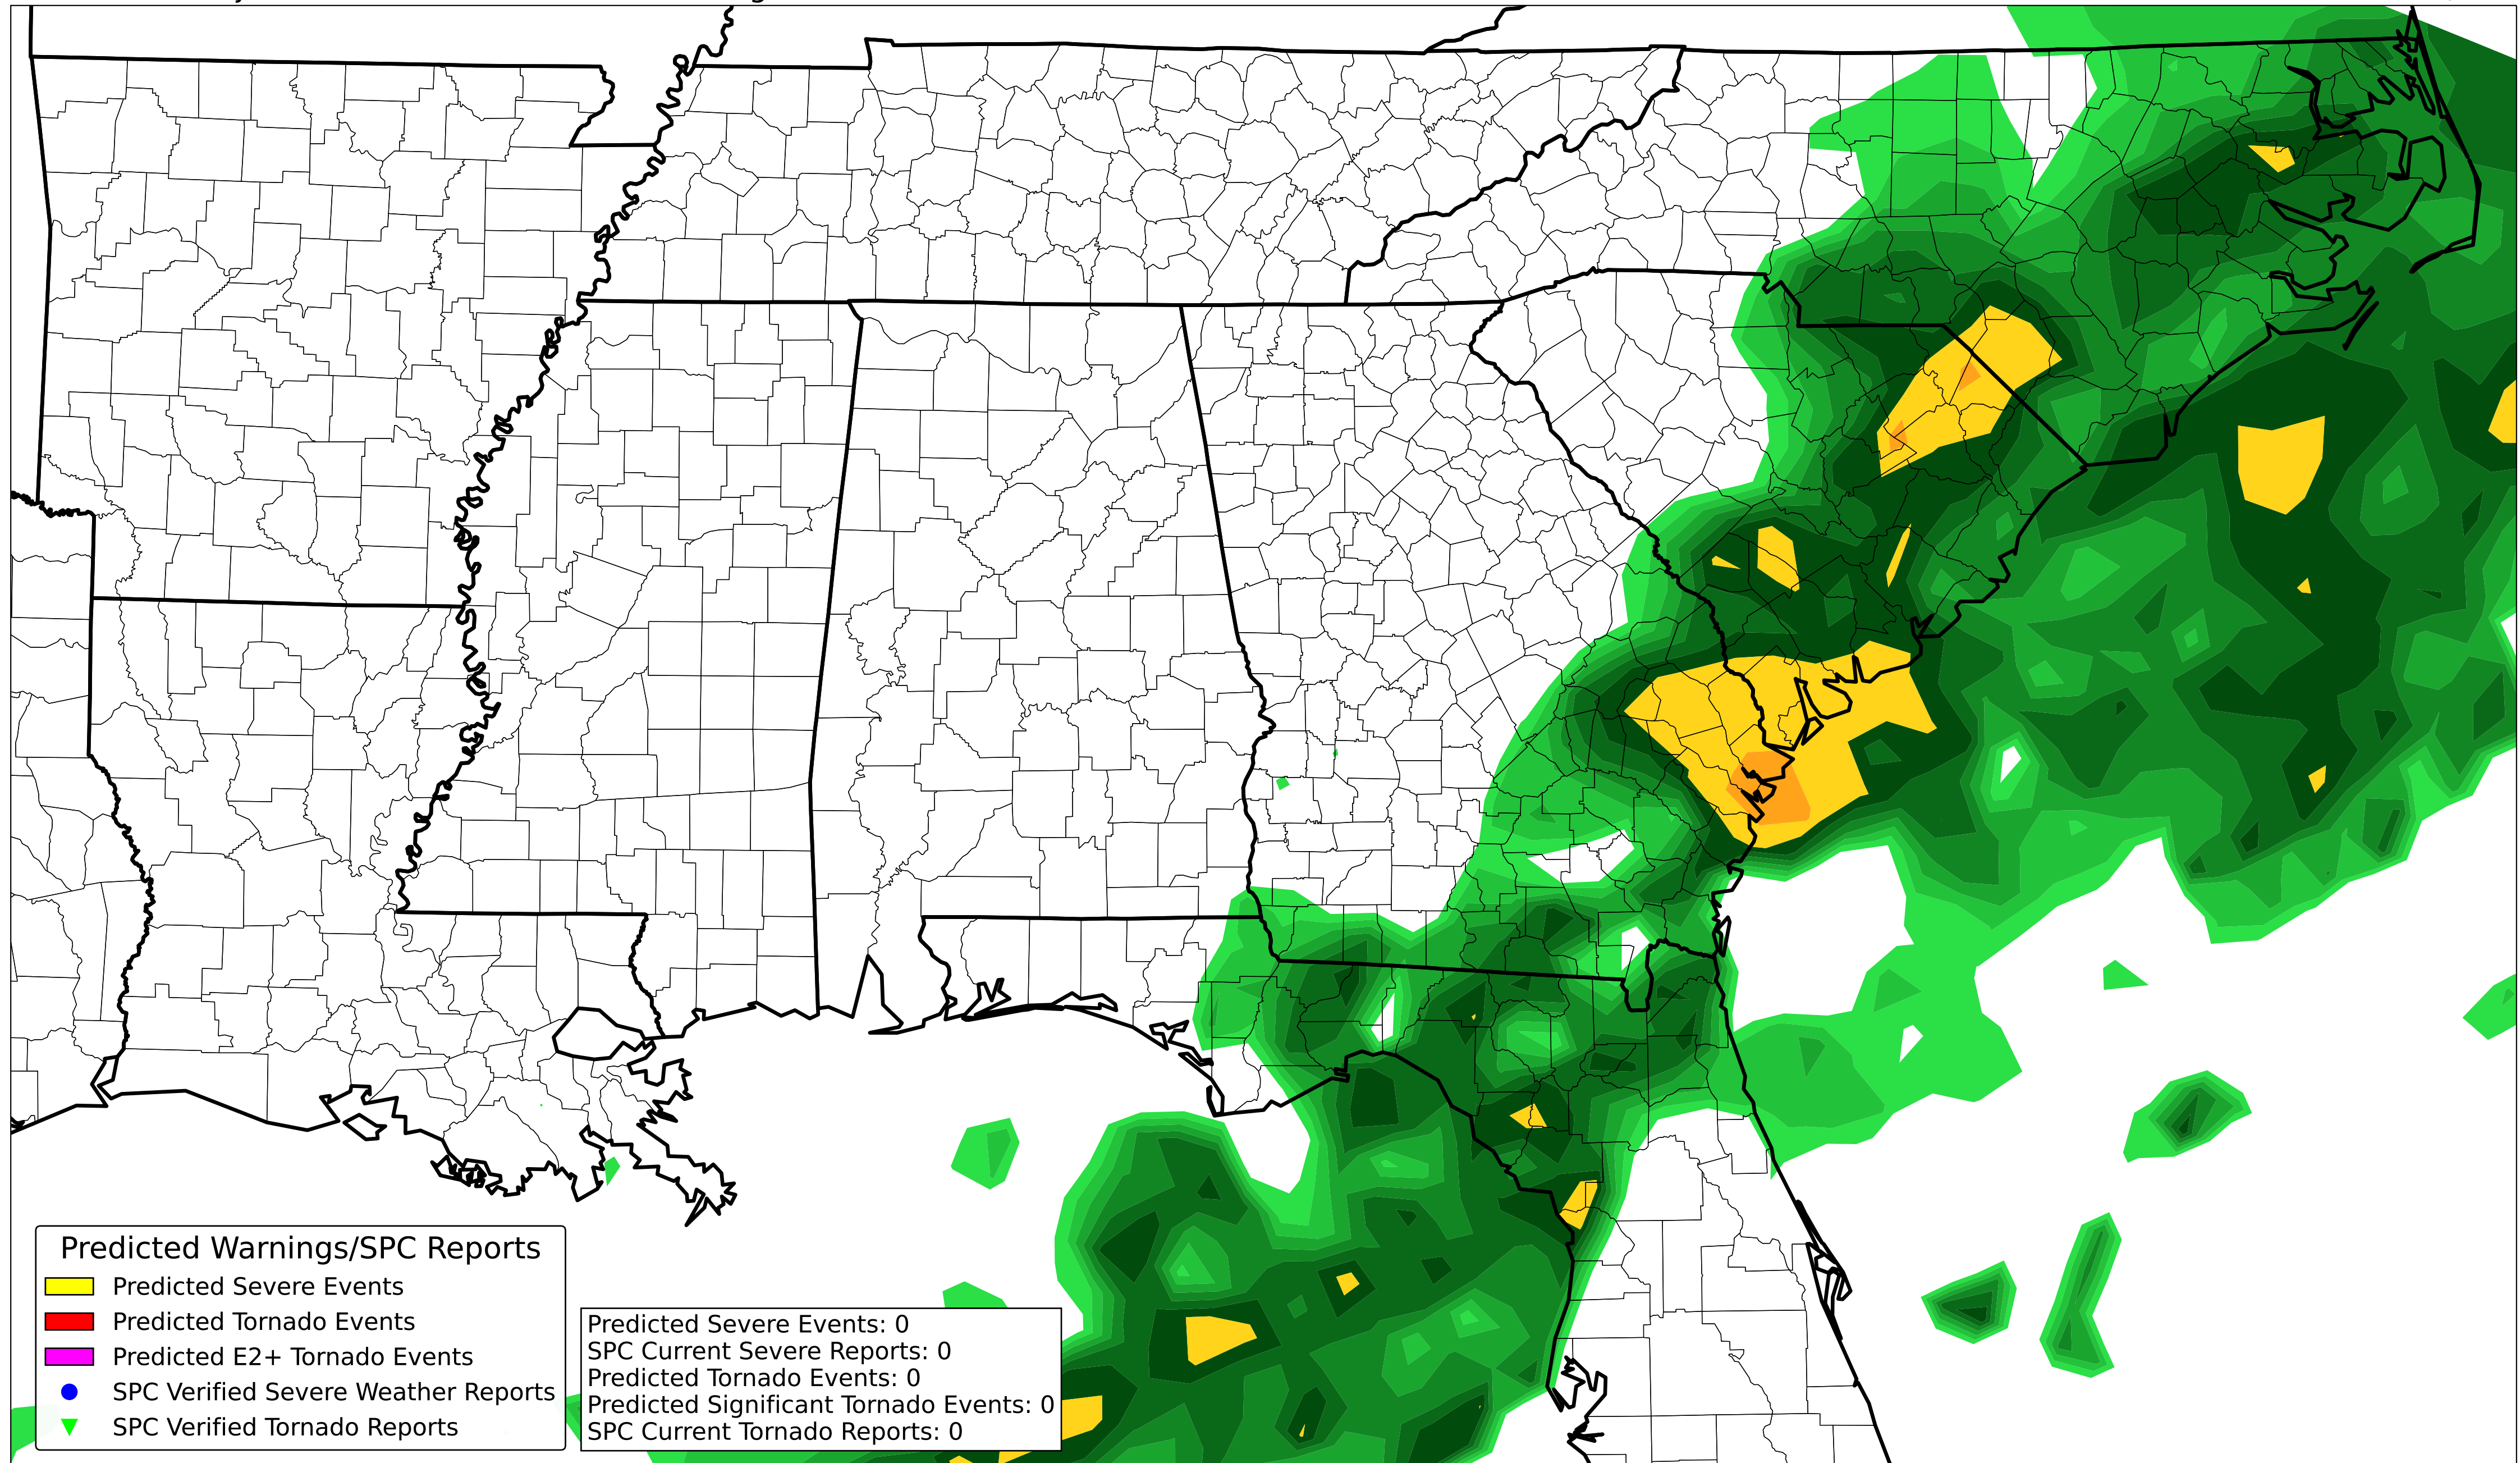 Predicted Warnings/SPC Reports
Predicted Severe Events
Predicted Tornado Events
Predicted E2+ Tornado Events
SPC Verified Severe Weather Reports
SPC Verified Tornado Reports
Predicted Severe Events: 0
SPC Current Severe Reports: 0
Predicted Tornado Events: 0
Predicted Significant Tornado Events: 0
SPC Current Tornado Reports: 0